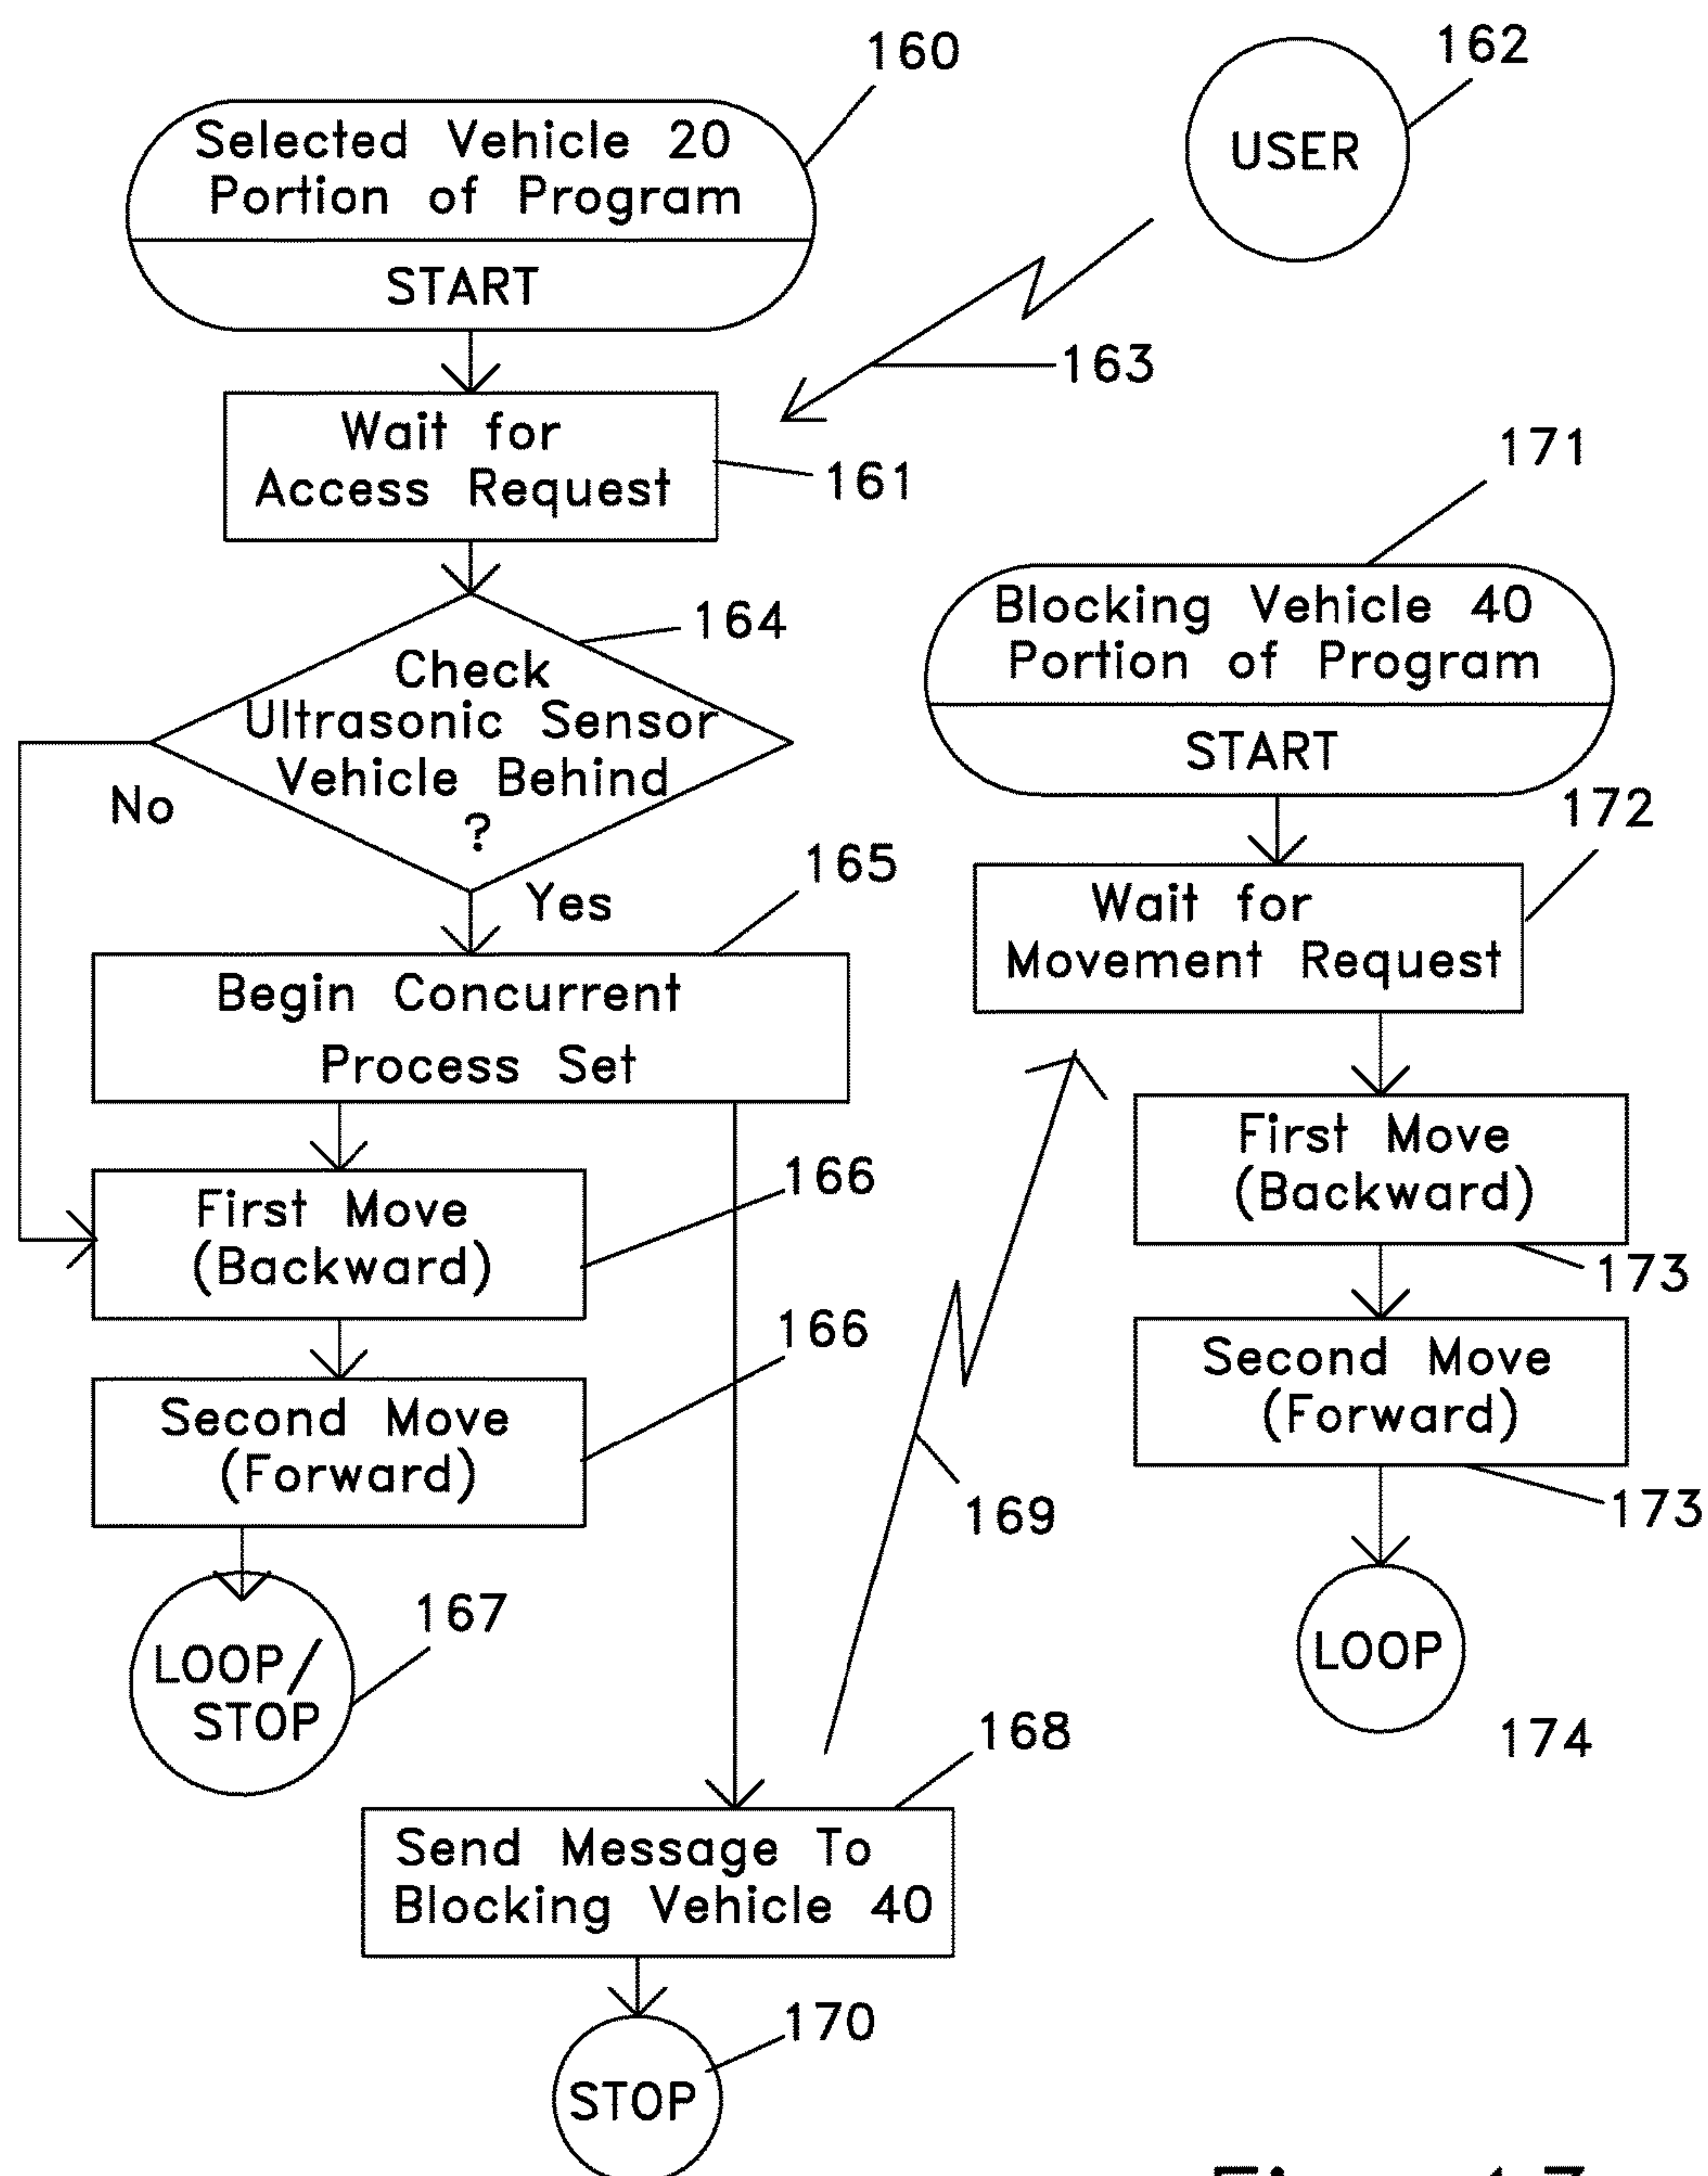 160
162
Selected Vehicle 20
Portion of Program
START
USER
163
Wait for
Access Request
161
171
164
Check
Ultrasonic Sensor
Vehicle Behind
?
No
Yes
Blocking Vehicle 40
Portion of Program
START
172
165
Wait for
Movement Request
Begin Concurrent
Process Set
First Move
(Backward)
166
First Move
(Backward)
173
166
Second Move
(Forward)
Second Move
(Forward)
173
169
167
LOOP/
STOP
LOOP
174
168
Send Message To
Blocking Vehicle 40
170
STOP